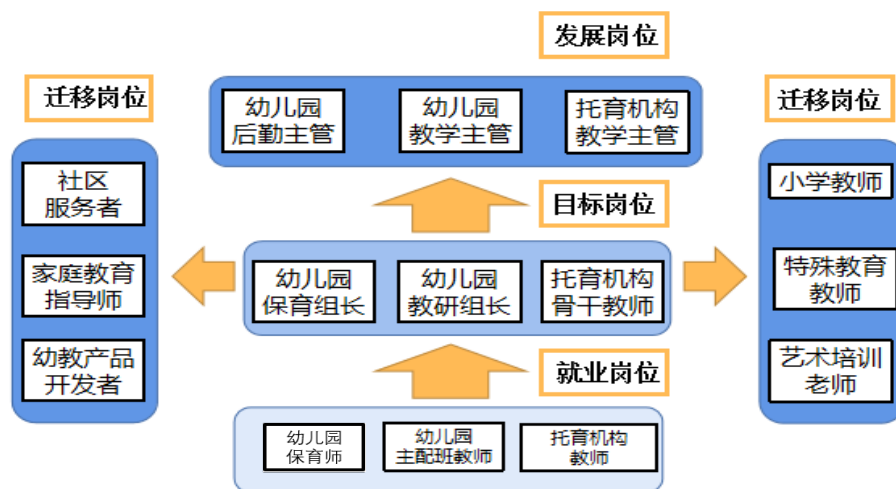 发展岗位
迁移岗位
迁移岗位
幼儿园
后勤主管
幼儿园
教学主管
托育机构
教学主管
社区
服务者
小学教师
目标岗位
家庭教育
指导师
幼儿园
保育组长
幼儿园
教研组长
托育机构
骨干教师
特殊教育
教师
幼教产品
开发者
就业岗位
艺术培训
老师
幼儿园
保育师
幼儿园
主配班教师
托育机构
教师